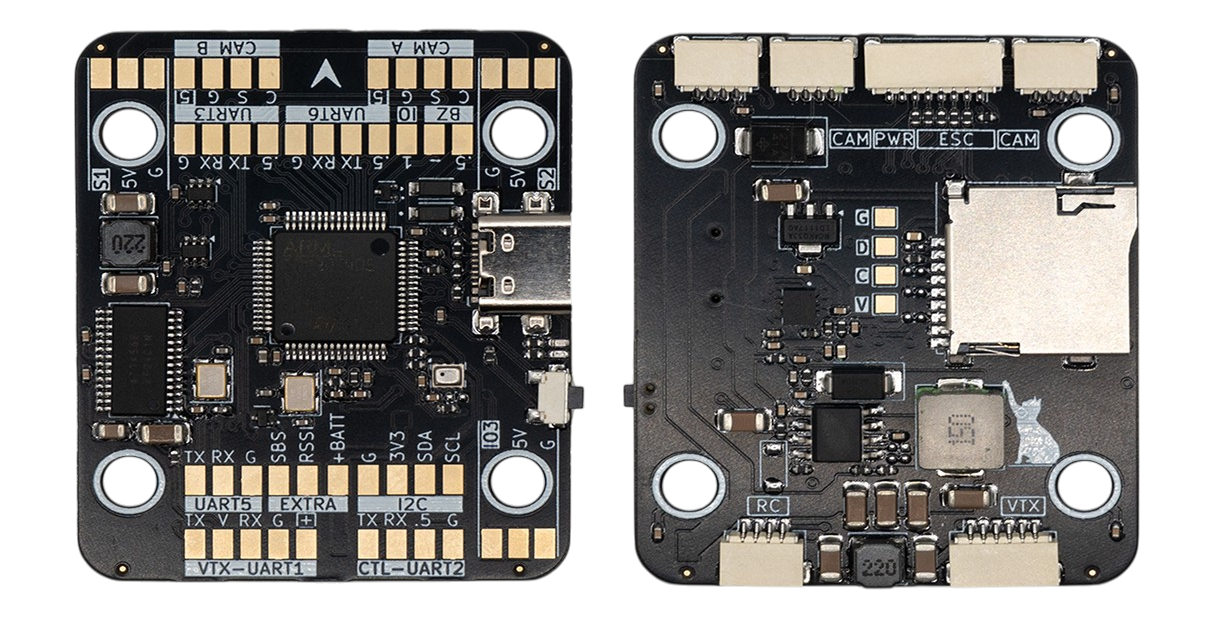 CAM B
CAM A
.5 G S C
.5 G S C
UART3 UART6 IO BZ
G RX TX .5 G RX TX .5 1 - .5
S1 5V G
G 5V S2
220
ARM
TX RX G SBS RSSI +BATT G 3V3 SDA SCL
IO3 5V G
UART5 EXTRA I2C
TX V RX G + TX RX .5 G
VTX-UART1 CTL-UART2
CAM PWR ESC CAM
G
D
C
V
RC VTX
220